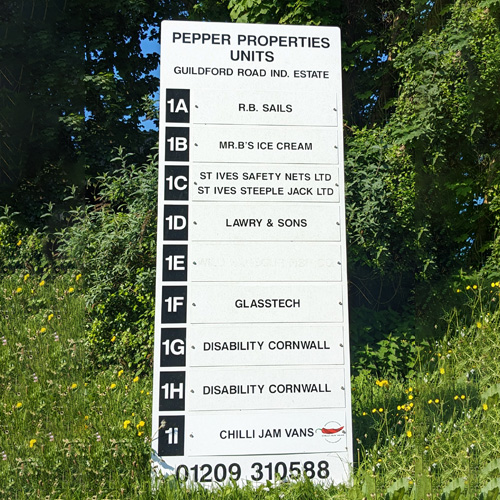 PEPPER PROPERTIES
UNITS
GUILDFORD ROAD IND. ESTATE
1A R.B. SAILS
1B MR.B'S ICE CREAM
1C ST IVES SAFETY NETS LTD
ST IVES STEEPLE JACK LTD
1D LAWRY & SONS
1E
1F GLASSTECH
1G DISABILITY CORNWALL
1H DISABILITY CORNWALL
1i CHILLI JAM VANS
01209 310588